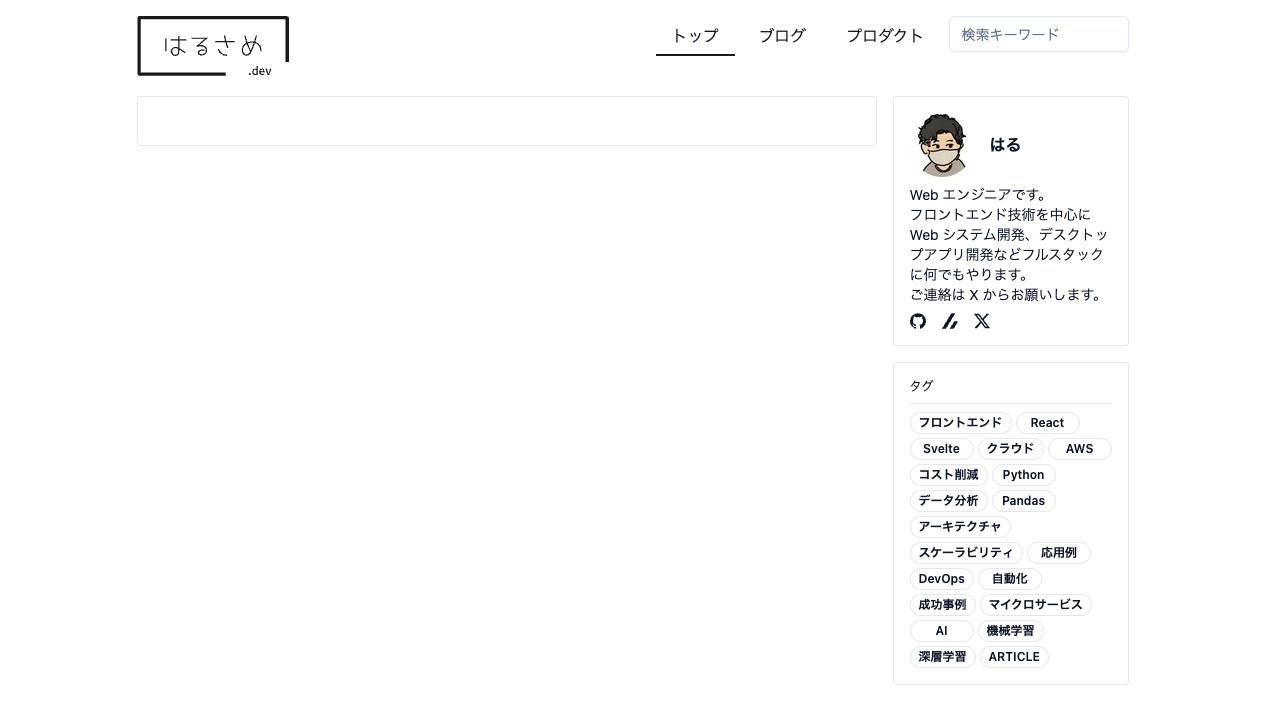 はるさめ
.dev
トップ ブログ プロダクト 検索キーワード
はる
Web エンジニアです。
フロントエンド技術を中心に
Web システム開発、デスクトッ
プアプリ開発などフルスタック
に何でもやります。
ご連絡は X からお願いします。
タグ
フロントエンド React
Svelte クラウド AWS
コスト削減 Python
データ分析 Pandas
アーキテクチャ
スケーラビリティ 応用例
DevOps 自動化
成功事例 マイクロサービス
AI 機械学習
深層学習 ARTICLE